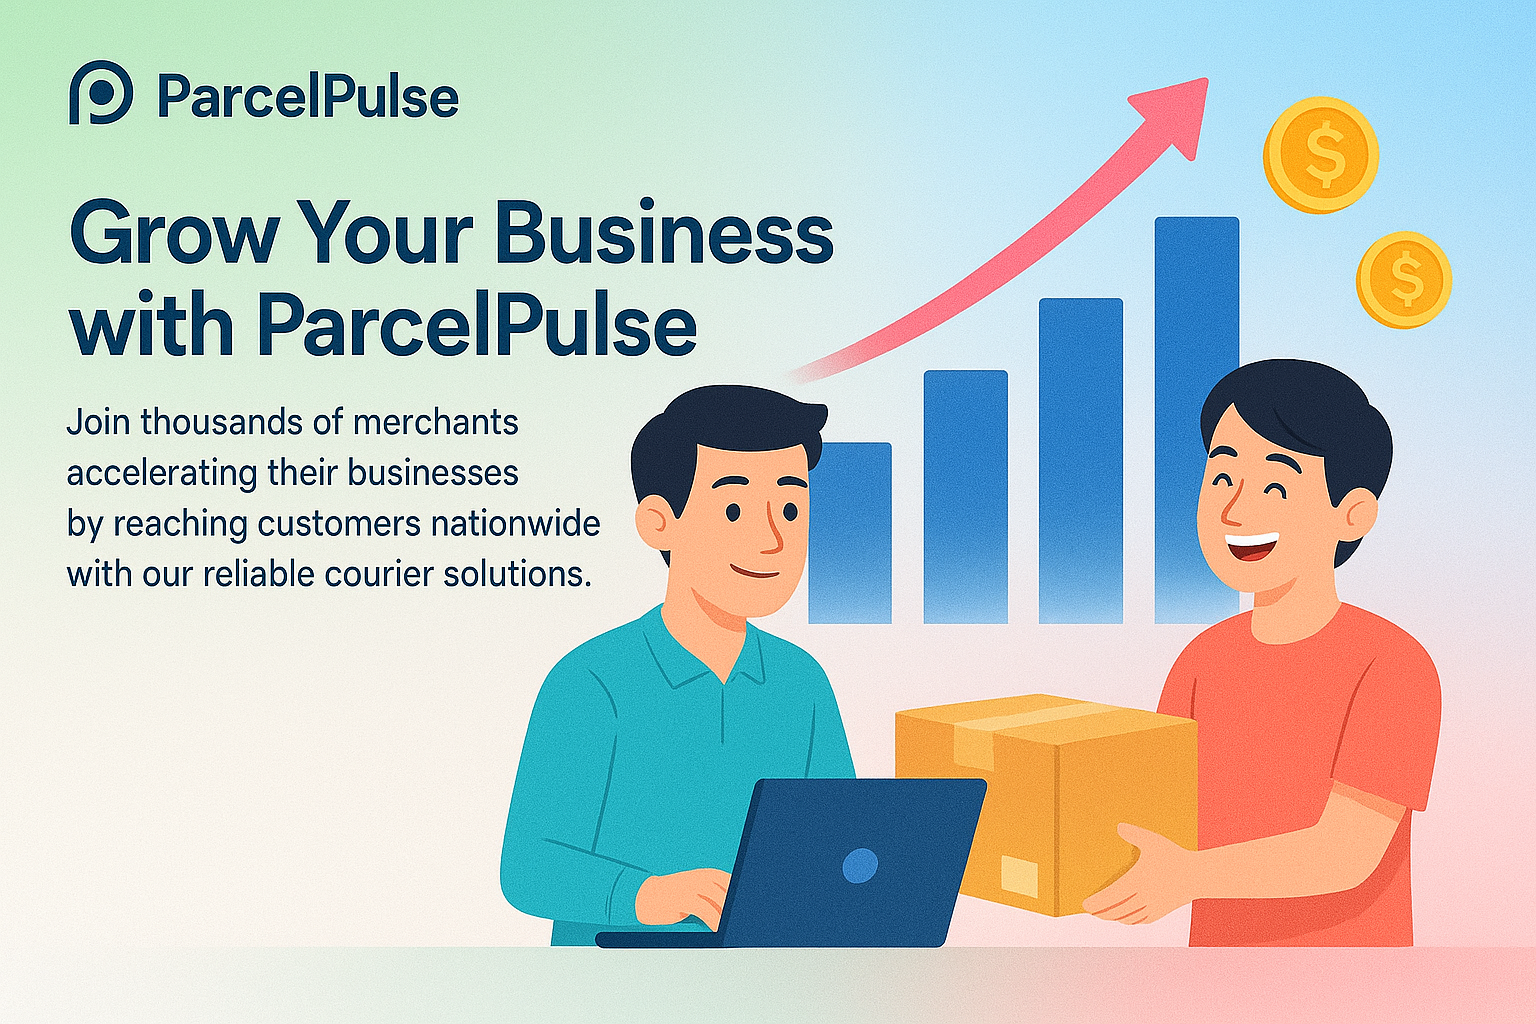 ParcelPulse
Grow Your Business
with ParcelPulse
Join thousands of merchants
accelerating their businesses
by reaching customers nationwide
with our reliable courier solutions.
$
$